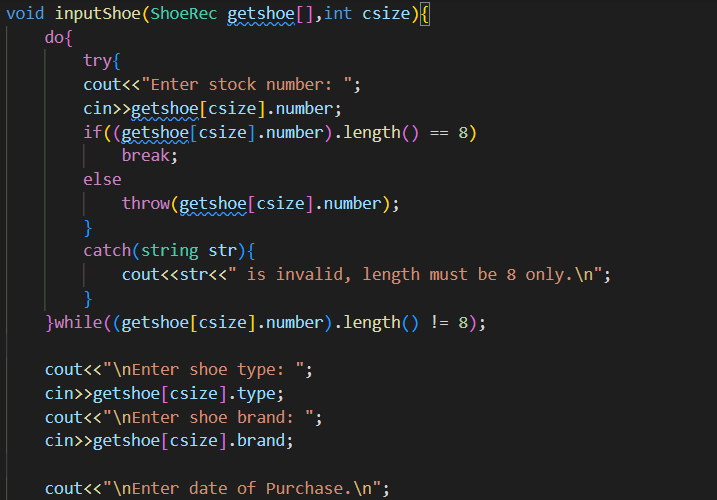 void inputShoe(ShoeRec getshoe[],int csize){
do{
try{
cout<<"Enter stock number: ";
cin>>getshoe[csize].number;
if((getshoe[csize].number).length() == 8)
break;
else
throw(getshoe[csize].number);
}
catch(string str){
cout<<str<<" is invalid, length must be 8 only.\n";
}
}while((getshoe[csize].number).length() != 8);
cout<<"\nEnter shoe type: ";
cin>>getshoe[csize].type;
cout<<"\nEnter shoe brand: ";
cin>>getshoe[csize].brand;
cout<<"\nEnter date of Purchase.\n";